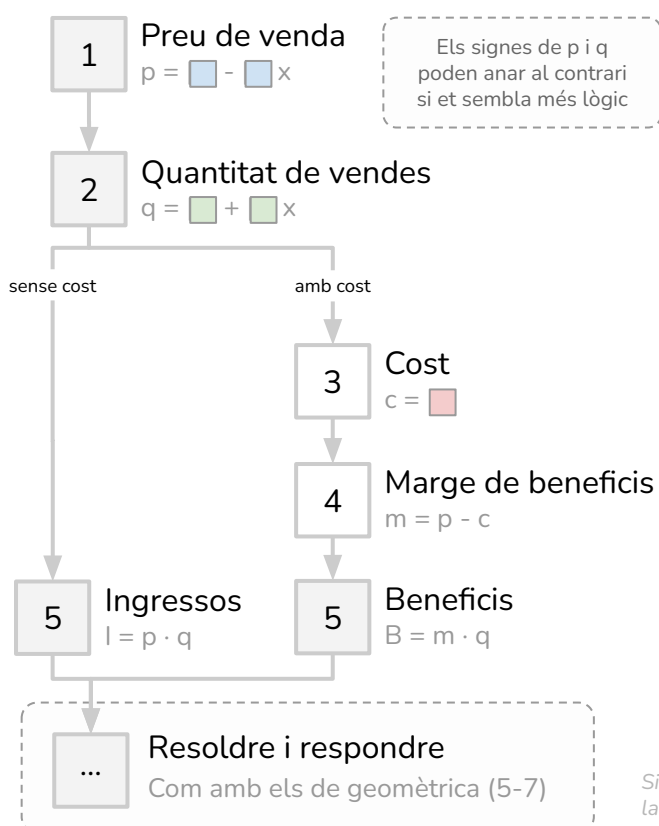 1
Preu de venda
p = - x
Els signes de p i q
poden anar al contrari
si et sembla més lògic
2
Quantitat de vendes
q = + x
sense cost
amb cost
3
Cost
c =
4
Marge de beneficis
m = p - c
5
Ingressos
I = p · q
5
Beneficis
B = m · q
...
Resoldre i respondre
Com amb els de geomètrica (5-7)
Si
la